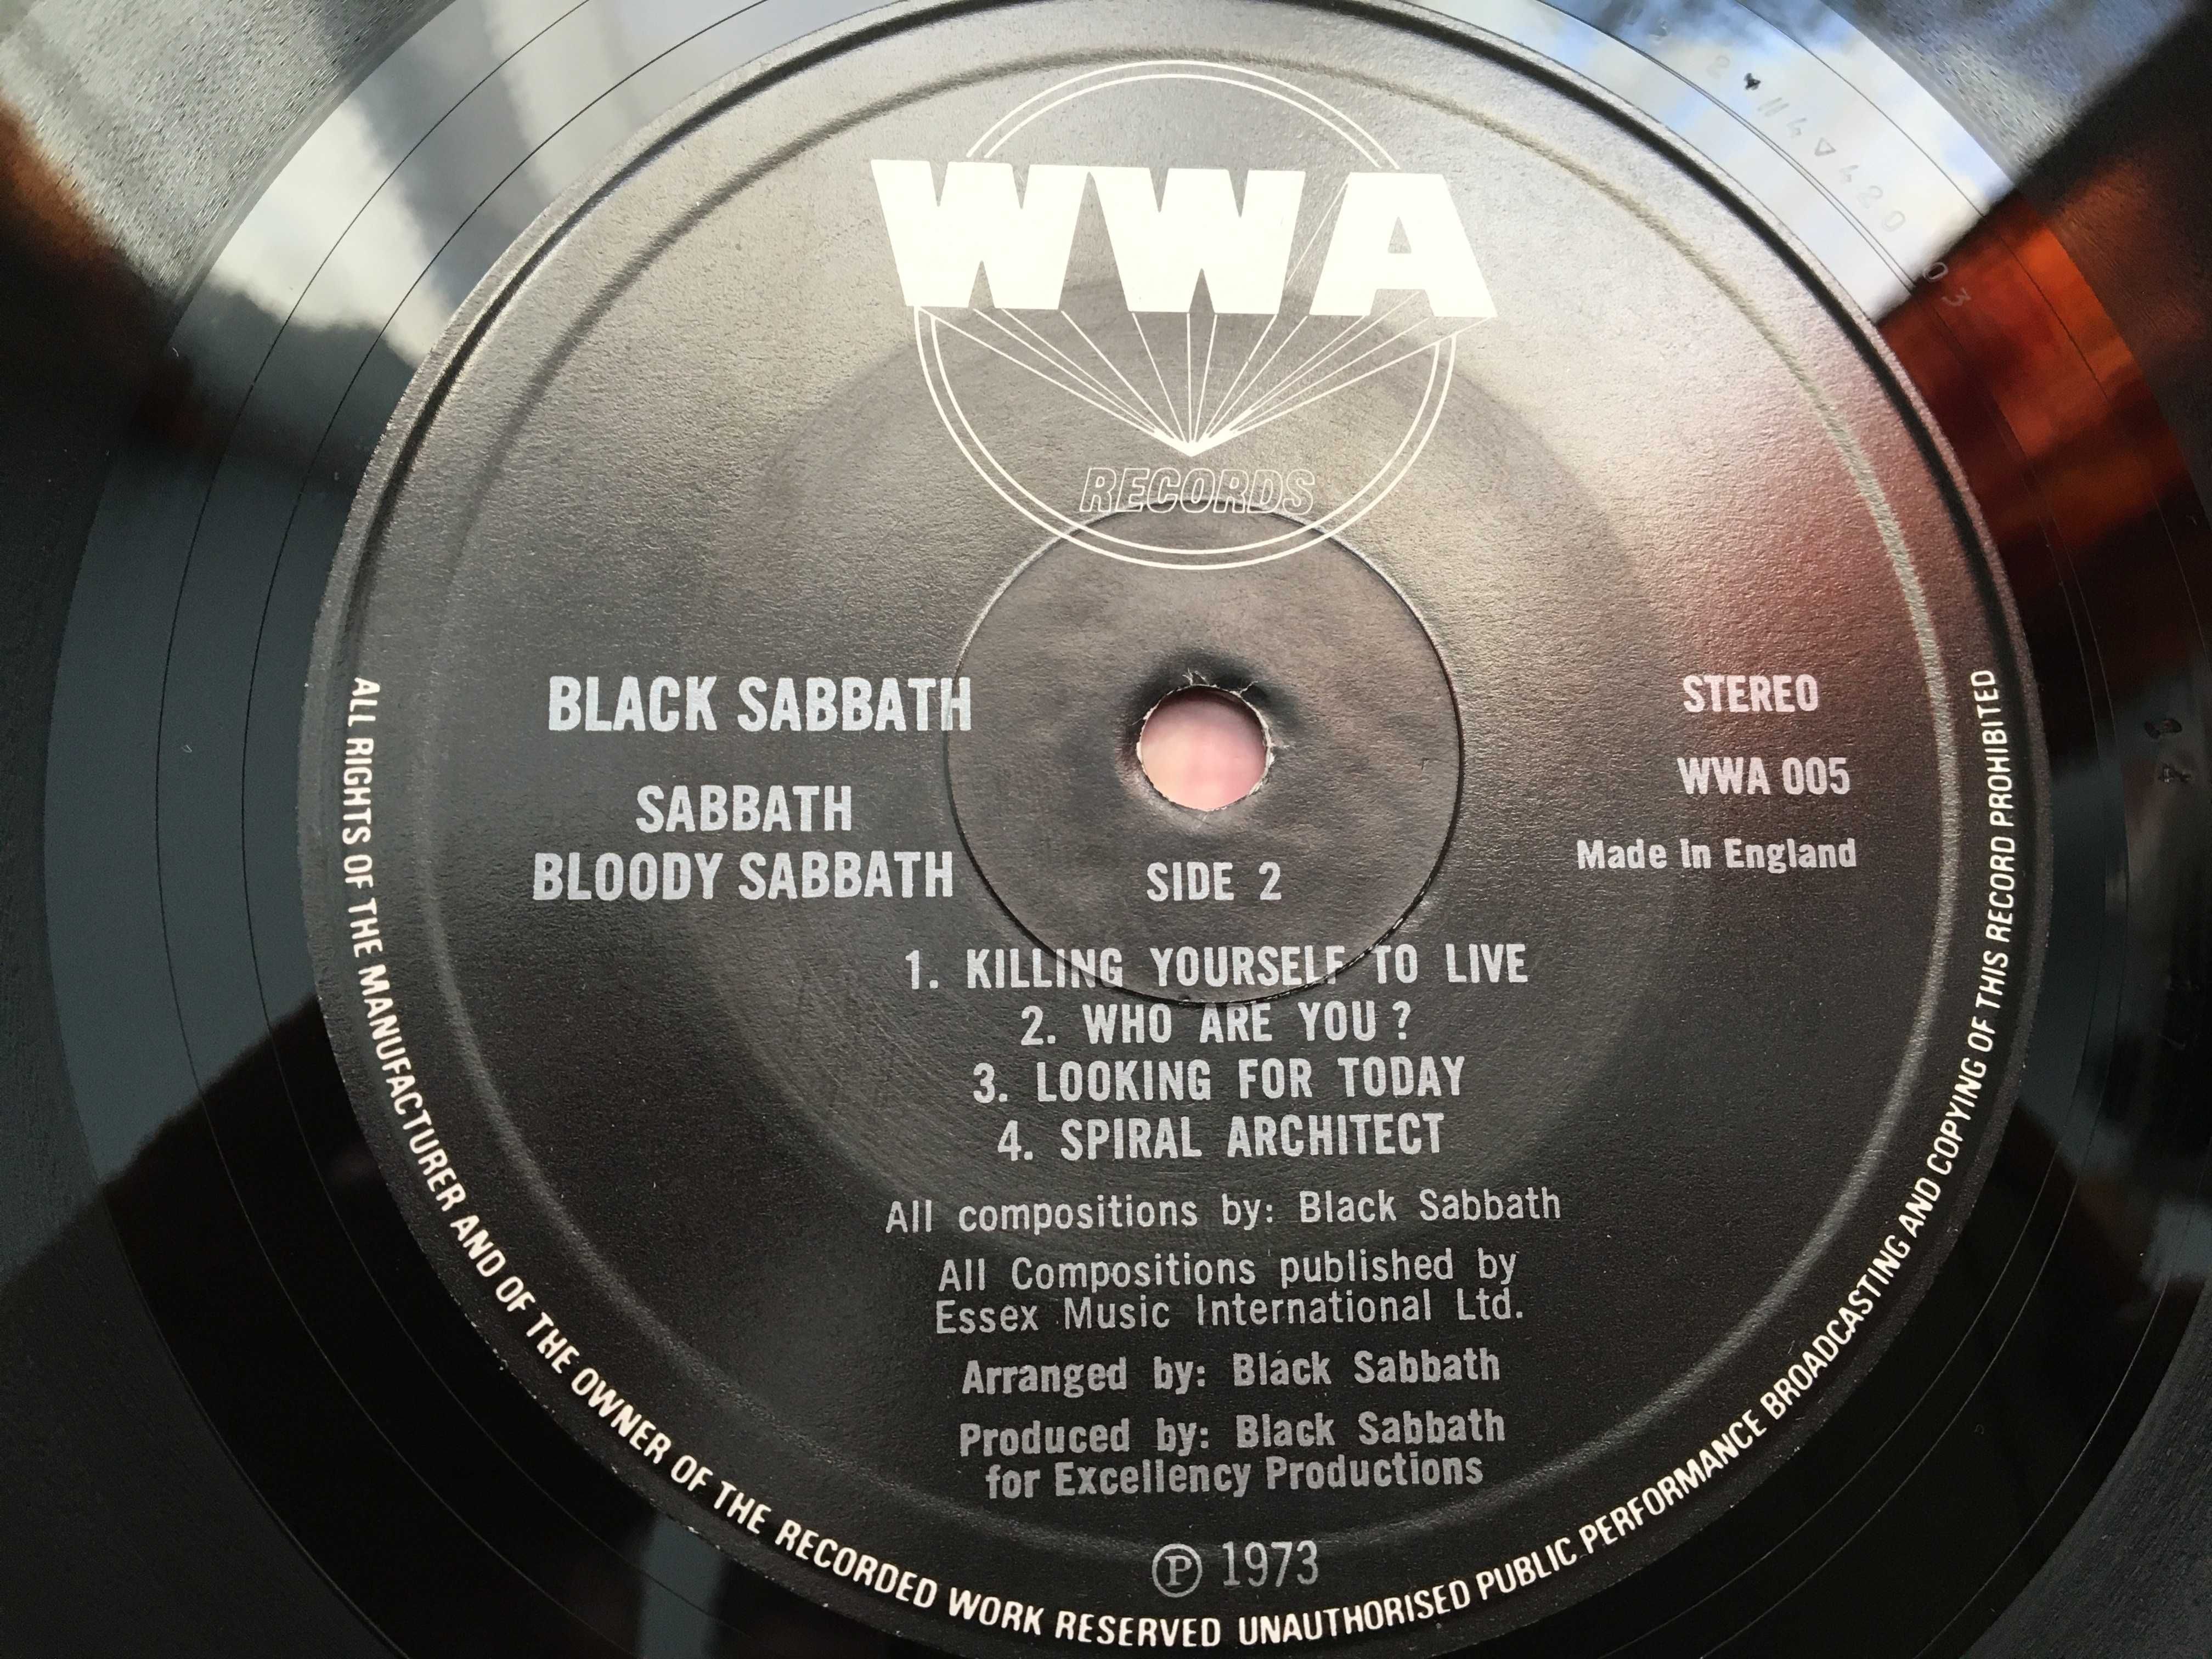 WWA
RECORDS
BLACK SABBATH
SABBATH
BLOODY SABBATH
STEREO
WWA 005
Made in England
SIDE 2
1. KILLING YOURSELF TO LIVE
2. WHO ARE YOU ?
3. LOOKING FOR TODAY
4. SPIRAL ARCHITECT
All compositions by: Black Sabbath
All Compositions published by
Essex Music International Ltd.
Arranged by: Black Sabbath
Produced by: Black Sabbath
for Excellency Productions
Ⓟ 1973
ALL RIGHTS OF THE MANUFACTURER AND OF THE OWNER OF THE RECORDED WORK RESERVED UNAUTHORISED PUBLIC PERFORMANCE BROADCASTING AND COPYING OF THIS RECORD PROHIBITED